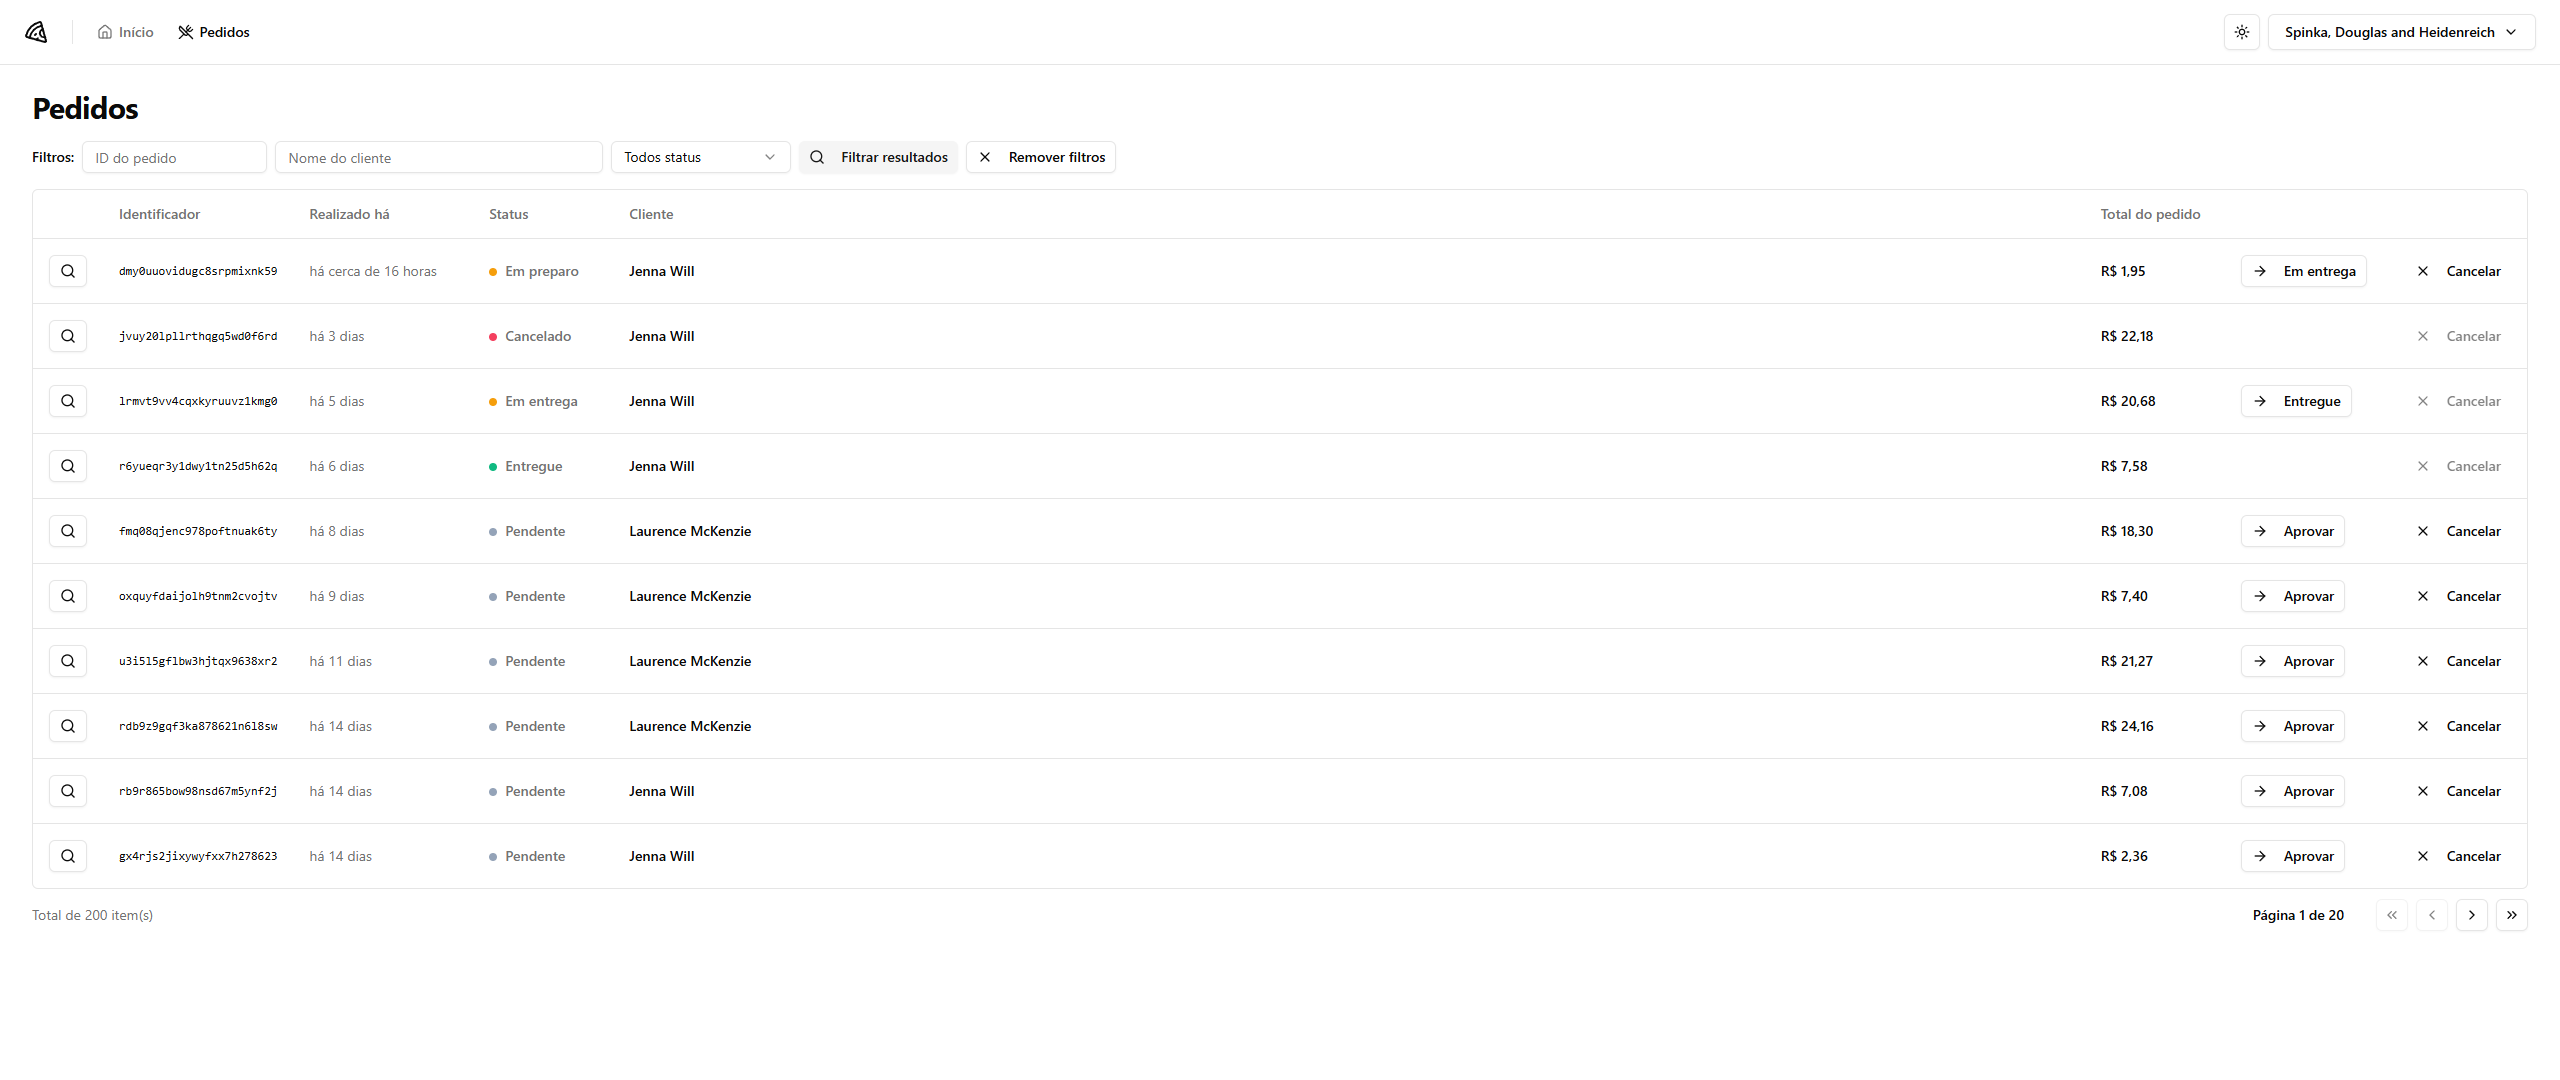 Início Pedidos Spinka, Douglas and Heidenreich
Pedidos
Filtros: ID do pedido Nome do cliente Todos status Filtrar resultados Remover filtros
Identificador Realizado há Status Cliente Total do pedido
dmy0uuovidugc8srpmixnk59 há cerca de 16 horas Em preparo Jenna Will R$ 1,95 Em entrega Cancelar
jvuy20lpllrthqgq5wd0f6rd há 3 dias Cancelado Jenna Will R$ 22,18 Cancelar
lrmvt9vv4cqxkyruuvz1kmg0 há 5 dias Em entrega Jenna Will R$ 20,68 Entregue Cancelar
r6yueqr3y1dwy1tn25d5h62q há 6 dias Entregue Jenna Will R$ 7,58 Cancelar
fmq08qjenc978poftnuak6ty há 8 dias Pendente Laurence McKenzie R$ 18,30 Aprovar Cancelar
oxquyfdaijolh9tnm2cvojtv há 9 dias Pendente Laurence McKenzie R$ 7,40 Aprovar Cancelar
u3i5l5gflbw3hjtqx9638xr2 há 11 dias Pendente Laurence McKenzie R$ 21,27 Aprovar Cancelar
rdb9z9gqf3ka878621n6l8sw há 14 dias Pendente Laurence McKenzie R$ 24,16 Aprovar Cancelar
rb9r865bow98nsd67m5ynf2j há 14 dias Pendente Jenna Will R$ 7,08 Aprovar Cancelar
gx4rjs2jixywyfxx7h278623 há 14 dias Pendente Jenna Will R$ 2,36 Aprovar Cancelar
Total de 200 item(s) Página 1 de 20